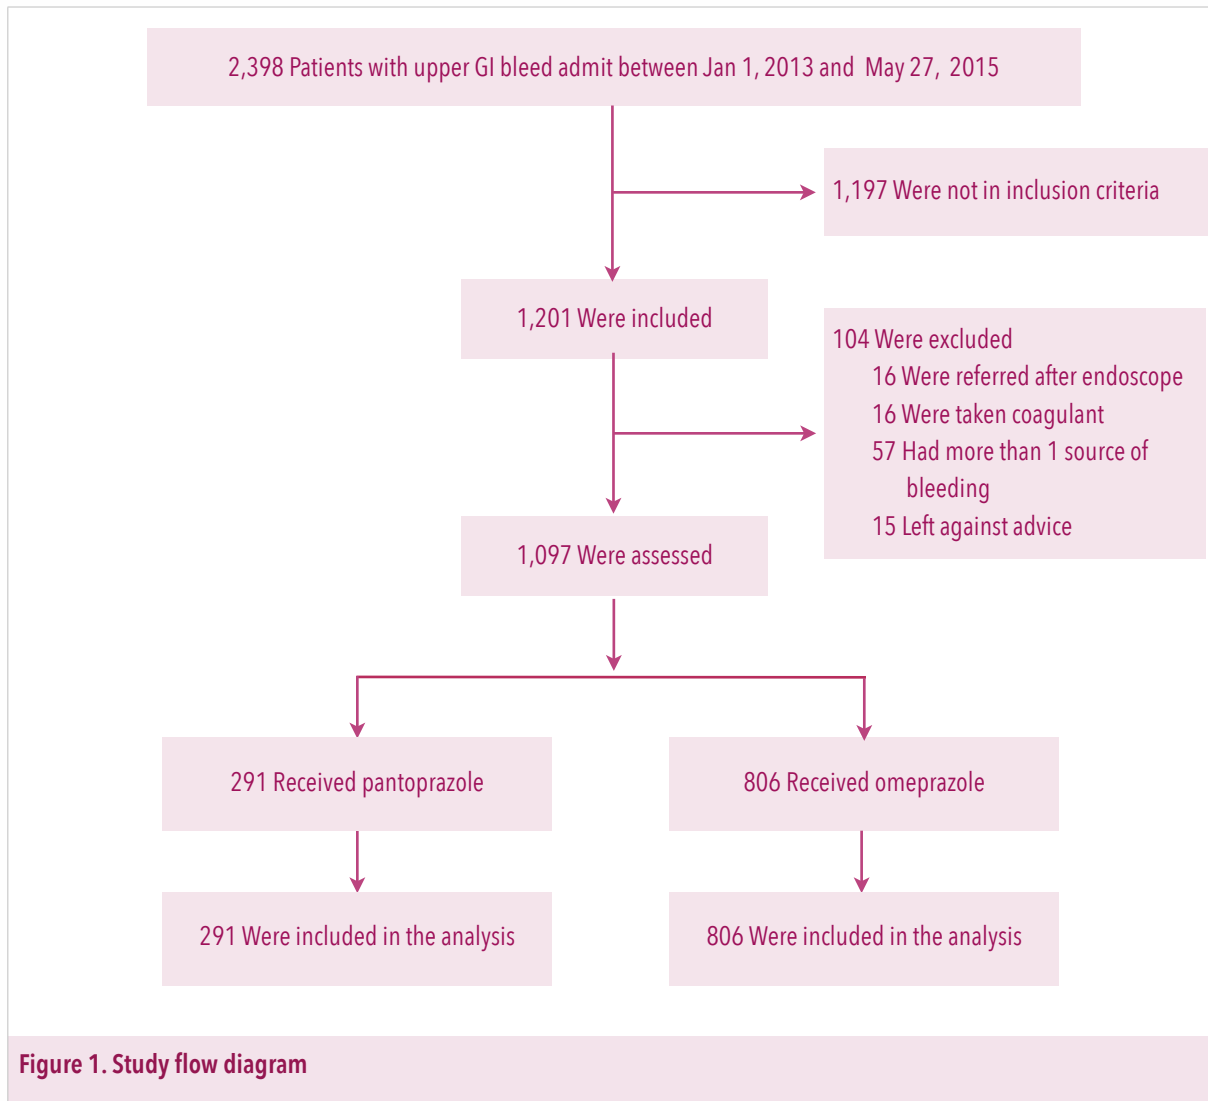 2,398 Patients with upper GI bleed admit between Jan 1, 2013 and May 27, 2015
1,197 Were not in inclusion criteria
1,201 Were included
104 Were excluded
16 Were referred after endoscope
16 Were taken coagulant
57 Had more than 1 source of
bleeding
15 Left against advice
1,097 Were assessed
291 Received pantoprazole
806 Received omeprazole
291 Were included in the analysis
806 Were included in the analysis
Figure 1. Study flow diagram